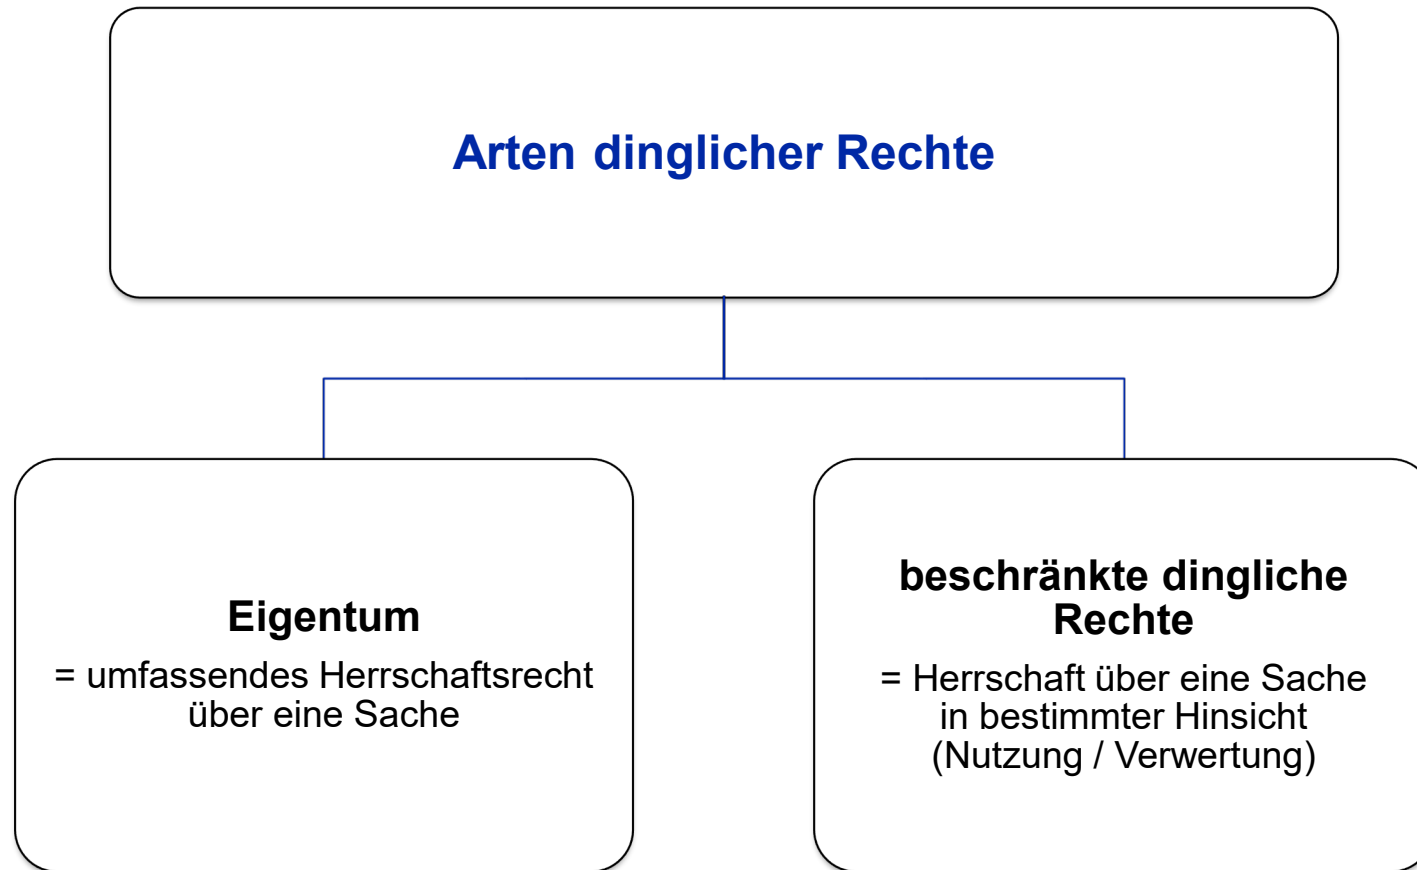 Arten dinglicher Rechte
Eigentum
= umfassendes Herrschaftsrecht
über eine Sache
beschränkte dingliche
Rechte
= Herrschaft über eine Sache
in bestimmter Hinsicht
(Nutzung / Verwertung)